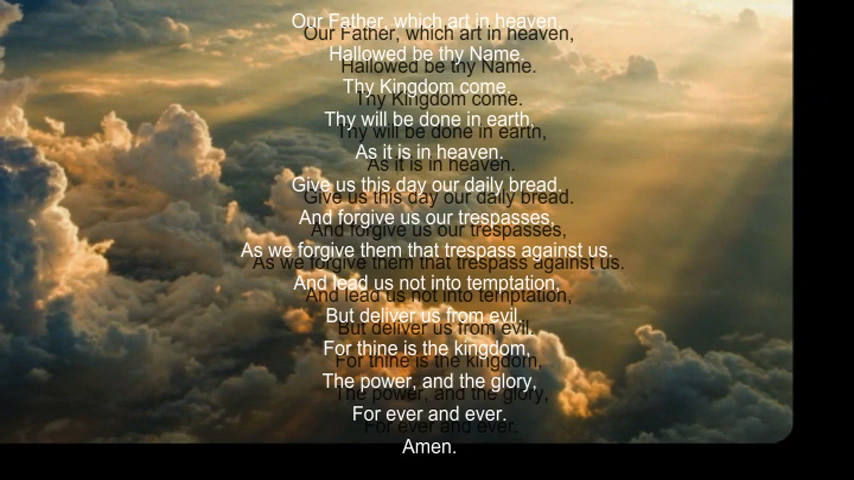 Our Father, which art in heaven,
Hallowed be thy Name.
Thy Kingdom come.
Thy will be done in earth,
As it is in heaven.
Give us this day our daily bread.
And forgive us our trespasses,
As we forgive them that trespass against us.
And lead us not into temptation,
But deliver us from evil.
For thine is the kingdom,
The power, and the glory,
For ever and ever.
Amen.